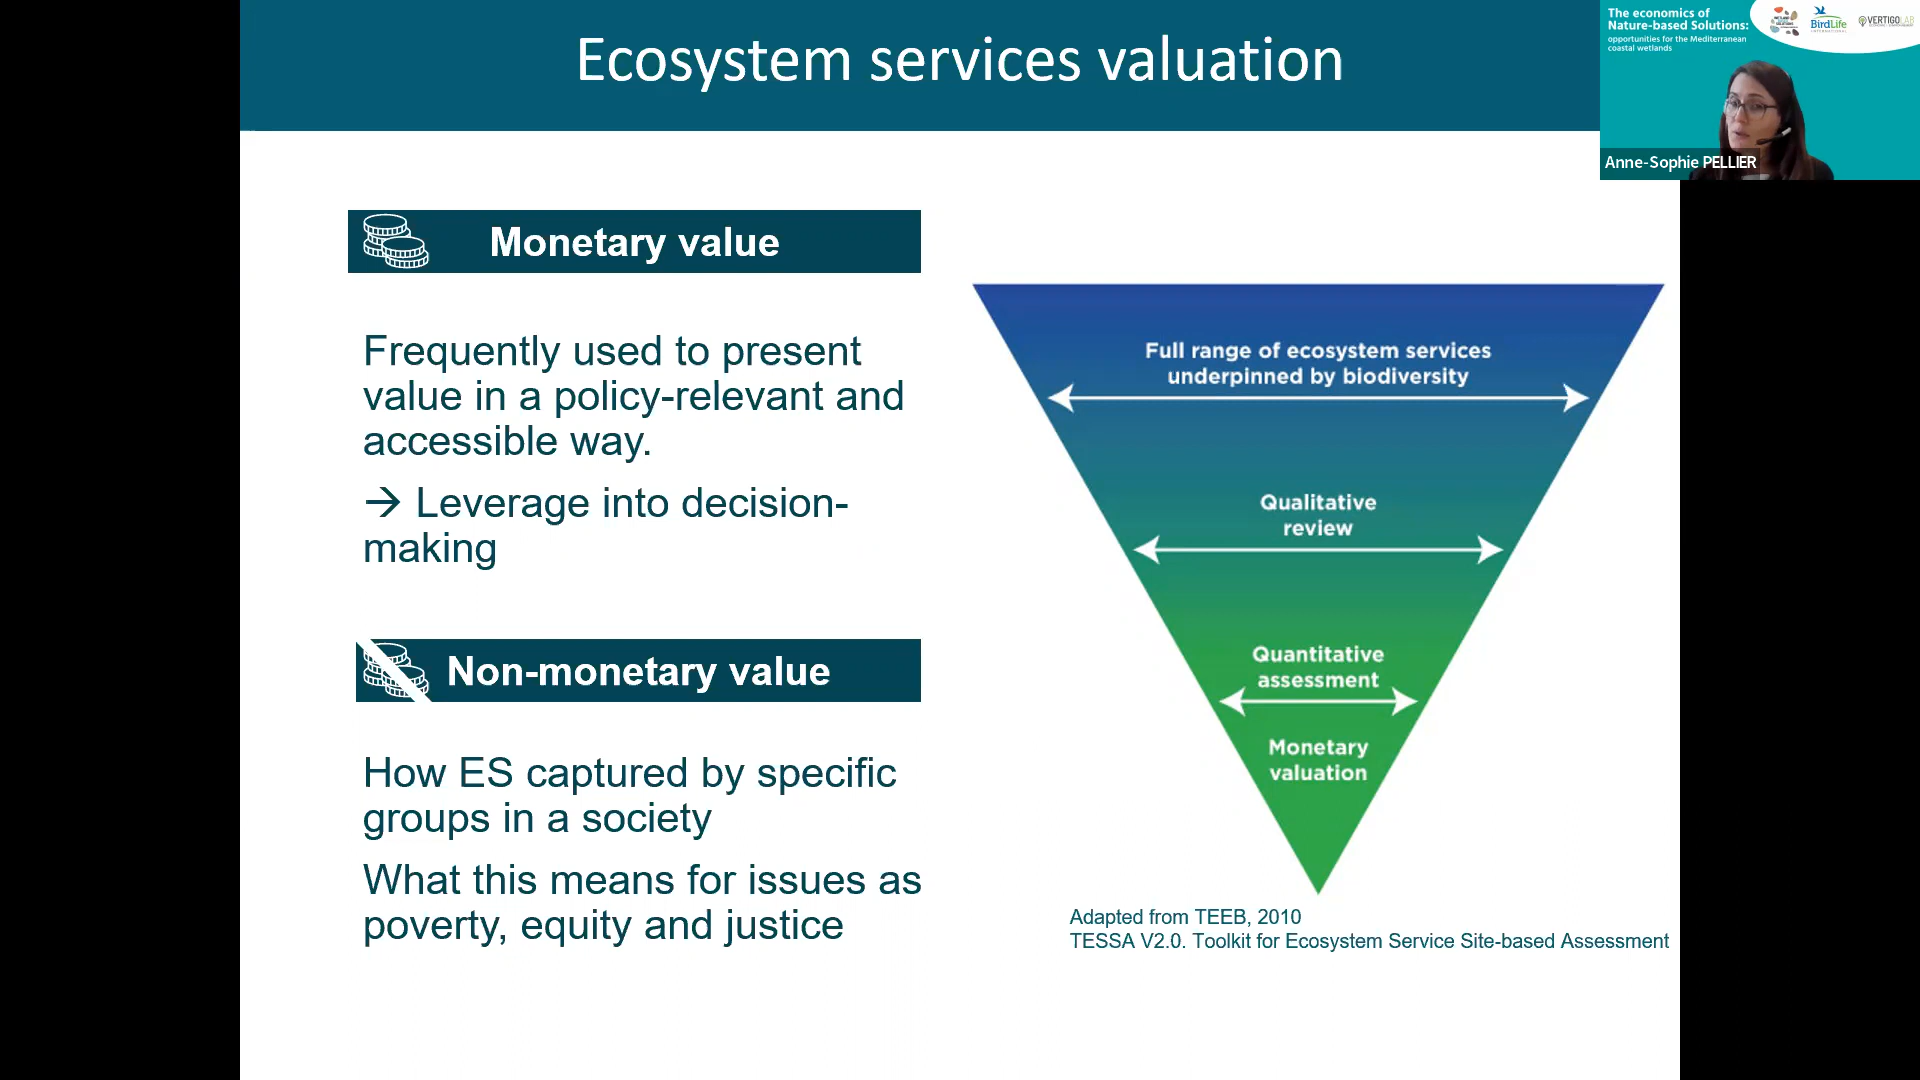 Ecosystem services valuation
The economics of
Nature-based Solutions:
opportunities for the Mediterranean
coastal wetlands
BirdLife
INTERNATIONAL
VERTIGOLAB
Anne-Sophie PELLIER
Monetary value
Frequently used to present
value in a policy-relevant and
accessible way.
→ Leverage into decision-
making
Non-monetary value
How ES captured by specific
groups in a society
What this means for issues as
poverty, equity and justice
Full range of ecosystem services
underpinned by biodiversity
Qualitative
review
Quantitative
assessment
Monetary
valuation
Adapted from TEEB, 2010
TESSA V2.0. Toolkit for Ecosystem Service Site-based Assessment